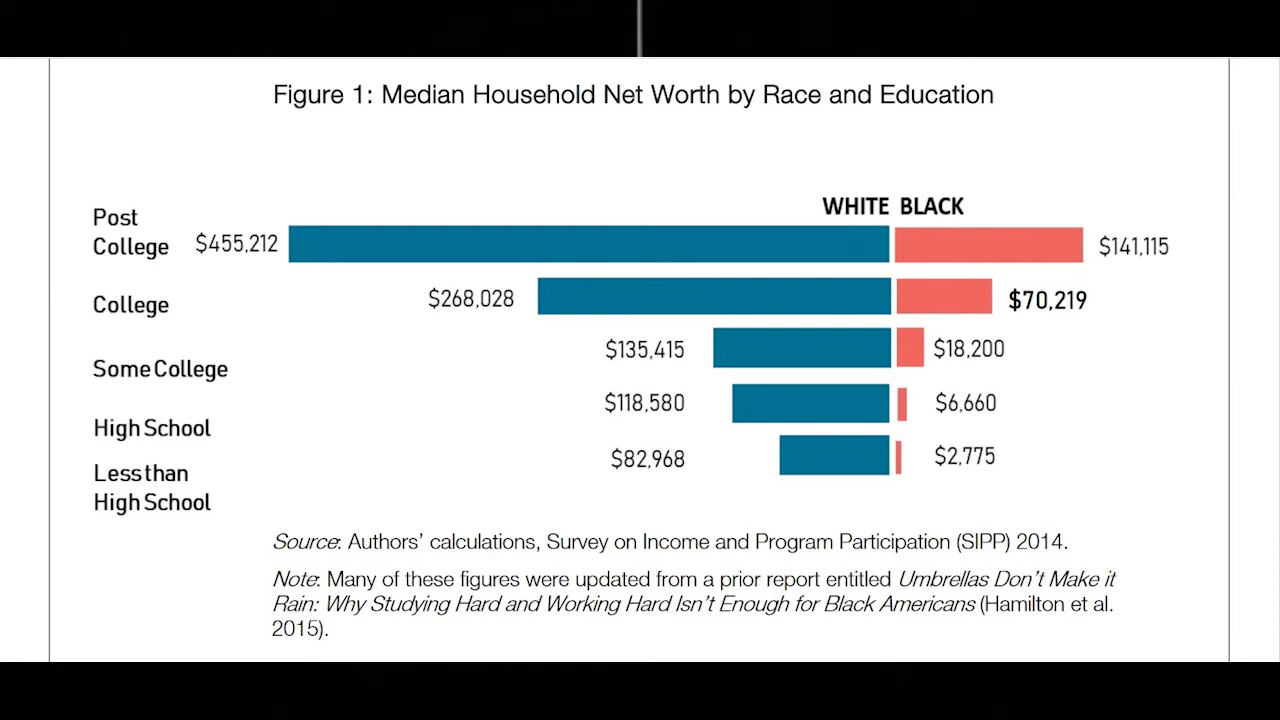 Figure 1: Median Household Net Worth by Race and Education
WHITE BLACK
Post
College $455,212 $141,115
College $268,028 $70,219
Some College $135,415 $18,200
High School $118,580 $6,660
Less than
High School $82,968 $2,775
Source: Authors’ calculations, Survey on Income and Program Participation (SIPP) 2014.
Note: Many of these figures were updated from a prior report entitled Umbrellas Don’t Make it
Rain: Why Studying Hard and Working Hard Isn’t Enough for Black Americans (Hamilton et al.
2015).